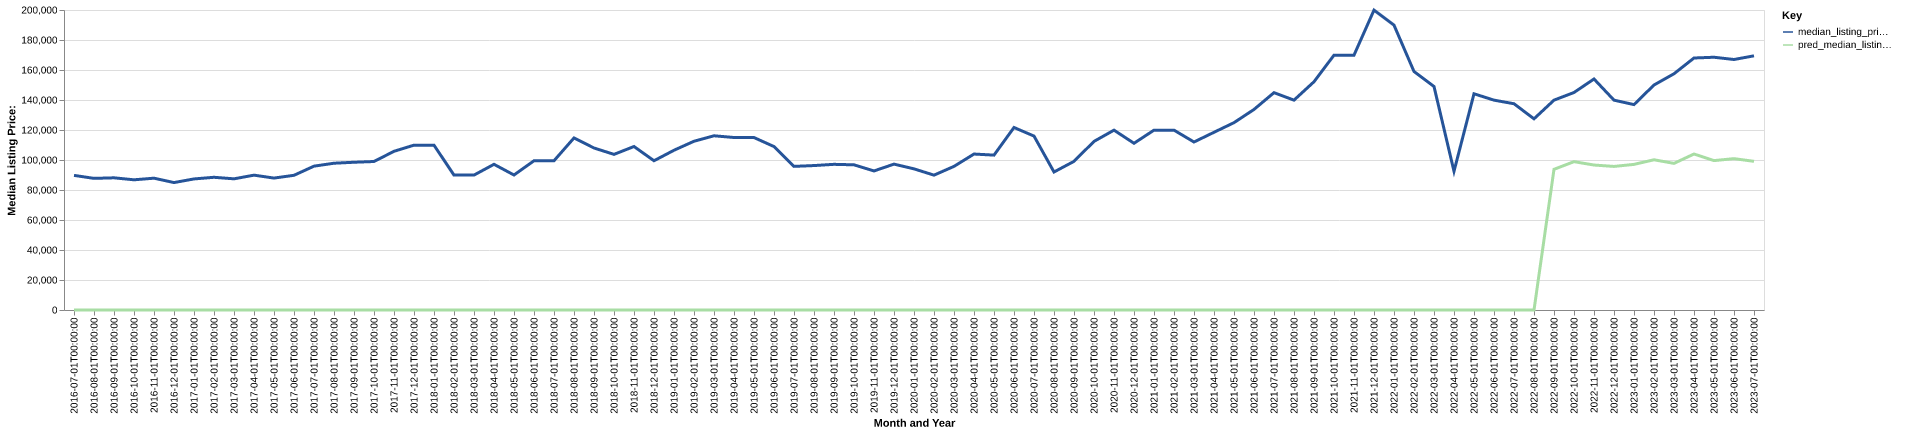 200,000
180,000
160,000
140,000
120,000
100,000
80,000
60,000
40,000
20,000
0
Median Listing Price:
2016-07-01T00:00:00
2016-08-01T00:00:00
2016-09-01T00:00:00
2016-10-01T00:00:00
2016-11-01T00:00:00
2016-12-01T00:00:00
2017-01-01T00:00:00
2017-02-01T00:00:00
2017-03-01T00:00:00
2017-04-01T00:00:00
2017-05-01T00:00:00
2017-06-01T00:00:00
2017-07-01T00:00:00
2017-08-01T00:00:00
2017-09-01T00:00:00
2017-10-01T00:00:00
2017-11-01T00:00:00
2017-12-01T00:00:00
2018-01-01T00:00:00
2018-02-01T00:00:00
2018-03-01T00:00:00
2018-04-01T00:00:00
2018-05-01T00:00:00
2018-06-01T00:00:00
2018-07-01T00:00:00
2018-08-01T00:00:00
2018-09-01T00:00:00
2018-10-01T00:00:00
2018-11-01T00:00:00
2018-12-01T00:00:00
2019-01-01T00:00:00
2019-02-01T00:00:00
2019-03-01T00:00:00
2019-04-01T00:00:00
2019-05-01T00:00:00
2019-06-01T00:00:00
2019-07-01T00:00:00
2019-08-01T00:00:00
2019-09-01T00:00:00
2019-10-01T00:00:00
2019-11-01T00:00:00
2019-12-01T00:00:00
2020-01-01T00:00:00
2020-02-01T00:00:00
2020-03-01T00:00:00
2020-04-01T00:00:00
2020-05-01T00:00:00
2020-06-01T00:00:00
2020-07-01T00:00:00
2020-08-01T00:00:00
2020-09-01T00:00:00
2020-10-01T00:00:00
2020-11-01T00:00:00
2020-12-01T00:00:00
2021-01-01T00:00:00
2021-02-01T00:00:00
2021-03-01T00:00:00
2021-04-01T00:00:00
2021-05-01T00:00:00
2021-06-01T00:00:00
2021-07-01T00:00:00
2021-08-01T00:00:00
2021-09-01T00:00:00
2021-10-01T00:00:00
2021-11-01T00:00:00
2021-12-01T00:00:00
2022-01-01T00:00:00
2022-02-01T00:00:00
2022-03-01T00:00:00
2022-04-01T00:00:00
2022-05-01T00:00:00
2022-06-01T00:00:00
2022-07-01T00:00:00
2022-08-01T00:00:00
2022-09-01T00:00:00
2022-10-01T00:00:00
2022-11-01T00:00:00
2022-12-01T00:00:00
2023-01-01T00:00:00
2023-02-01T00:00:00
2023-03-01T00:00:00
2023-04-01T00:00:00
2023-05-01T00:00:00
2023-06-01T00:00:00
2023-07-01T00:00:00
Month and Year
Key
median_listing_pri…
pred_median_listin…